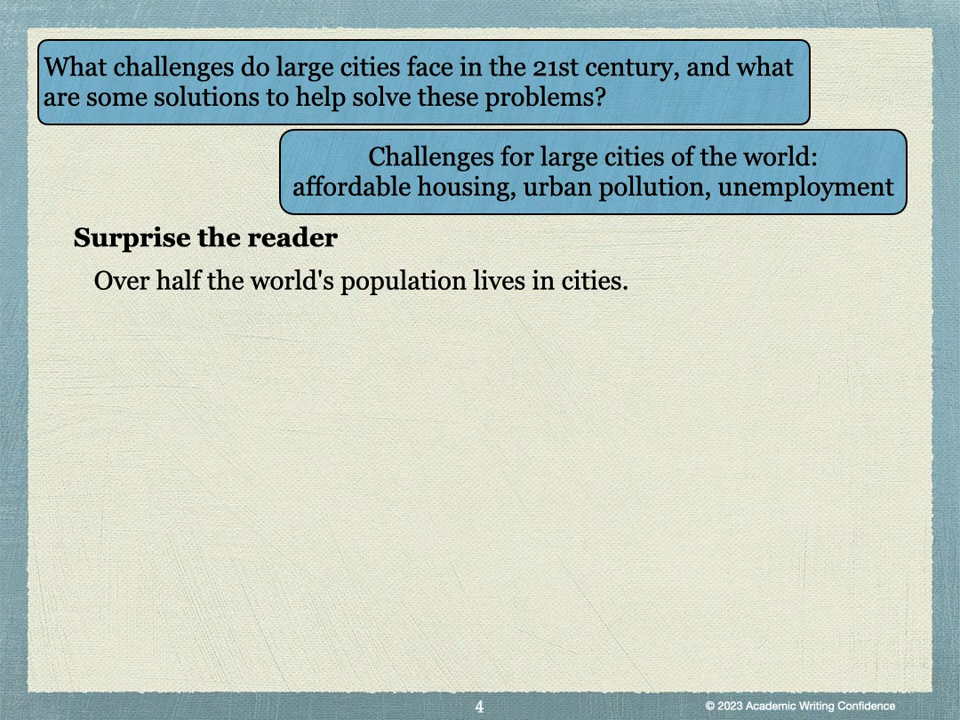 What challenges do large cities face in the 21st century, and what
are some solutions to help solve these problems?
Challenges for large cities of the world:
affordable housing, urban pollution, unemployment
Surprise the reader
Over half the world's population lives in cities.
4
© 2023 Academic Writing Confidence